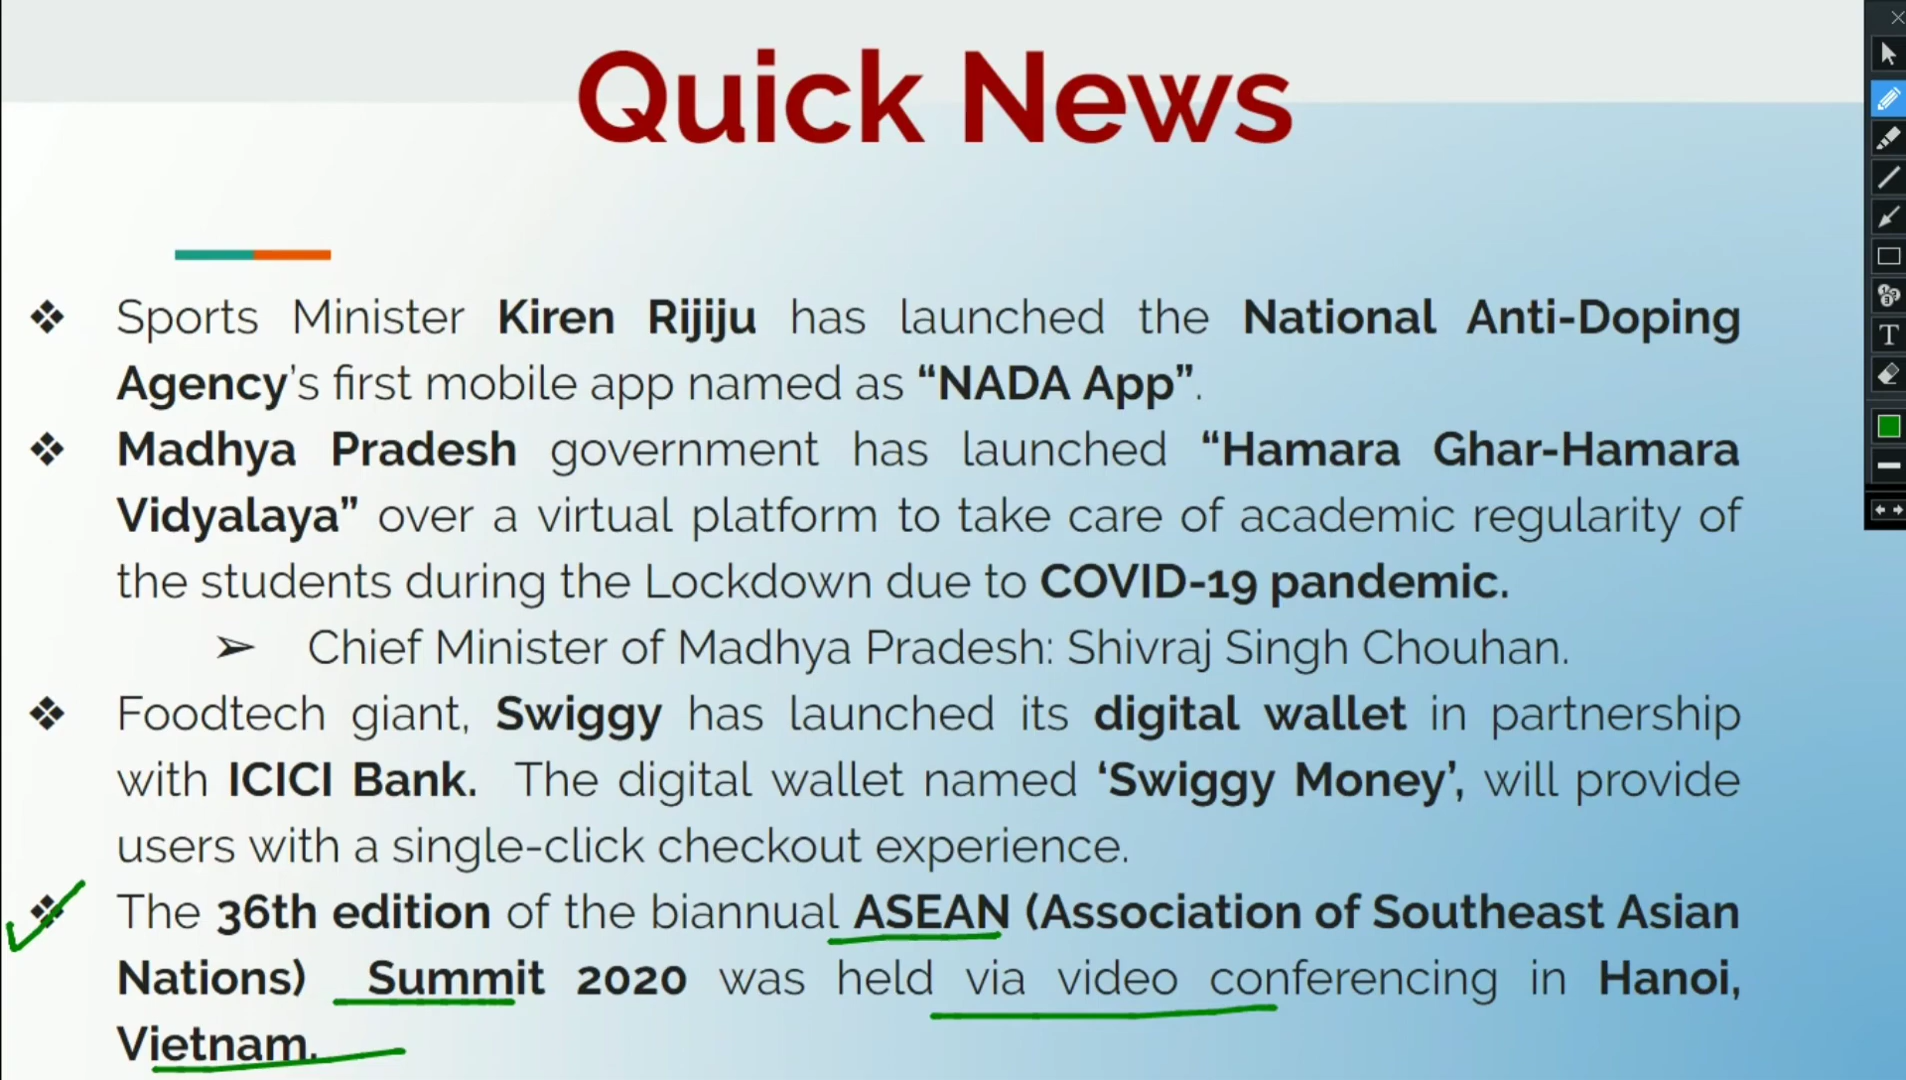 Quick News
❖ Sports Minister Kiren Rijiju has launched the National Anti-Doping
Agency's first mobile app named as “NADA App”.
❖ Madhya Pradesh government has launched “Hamara Ghar-Hamara
Vidyalaya” over a virtual platform to take care of academic regularity of
the students during the Lockdown due to COVID-19 pandemic.
➢ Chief Minister of Madhya Pradesh: Shivraj Singh Chouhan.
❖ Foodtech giant, Swiggy has launched its digital wallet in partnership
with ICICI Bank. The digital wallet named ‘Swiggy Money’, will provide
users with a single-click checkout experience.
❖ The 36th edition of the biannual ASEAN (Association of Southeast Asian
Nations) Summit 2020 was held via video conferencing in Hanoi,
Vietnam.